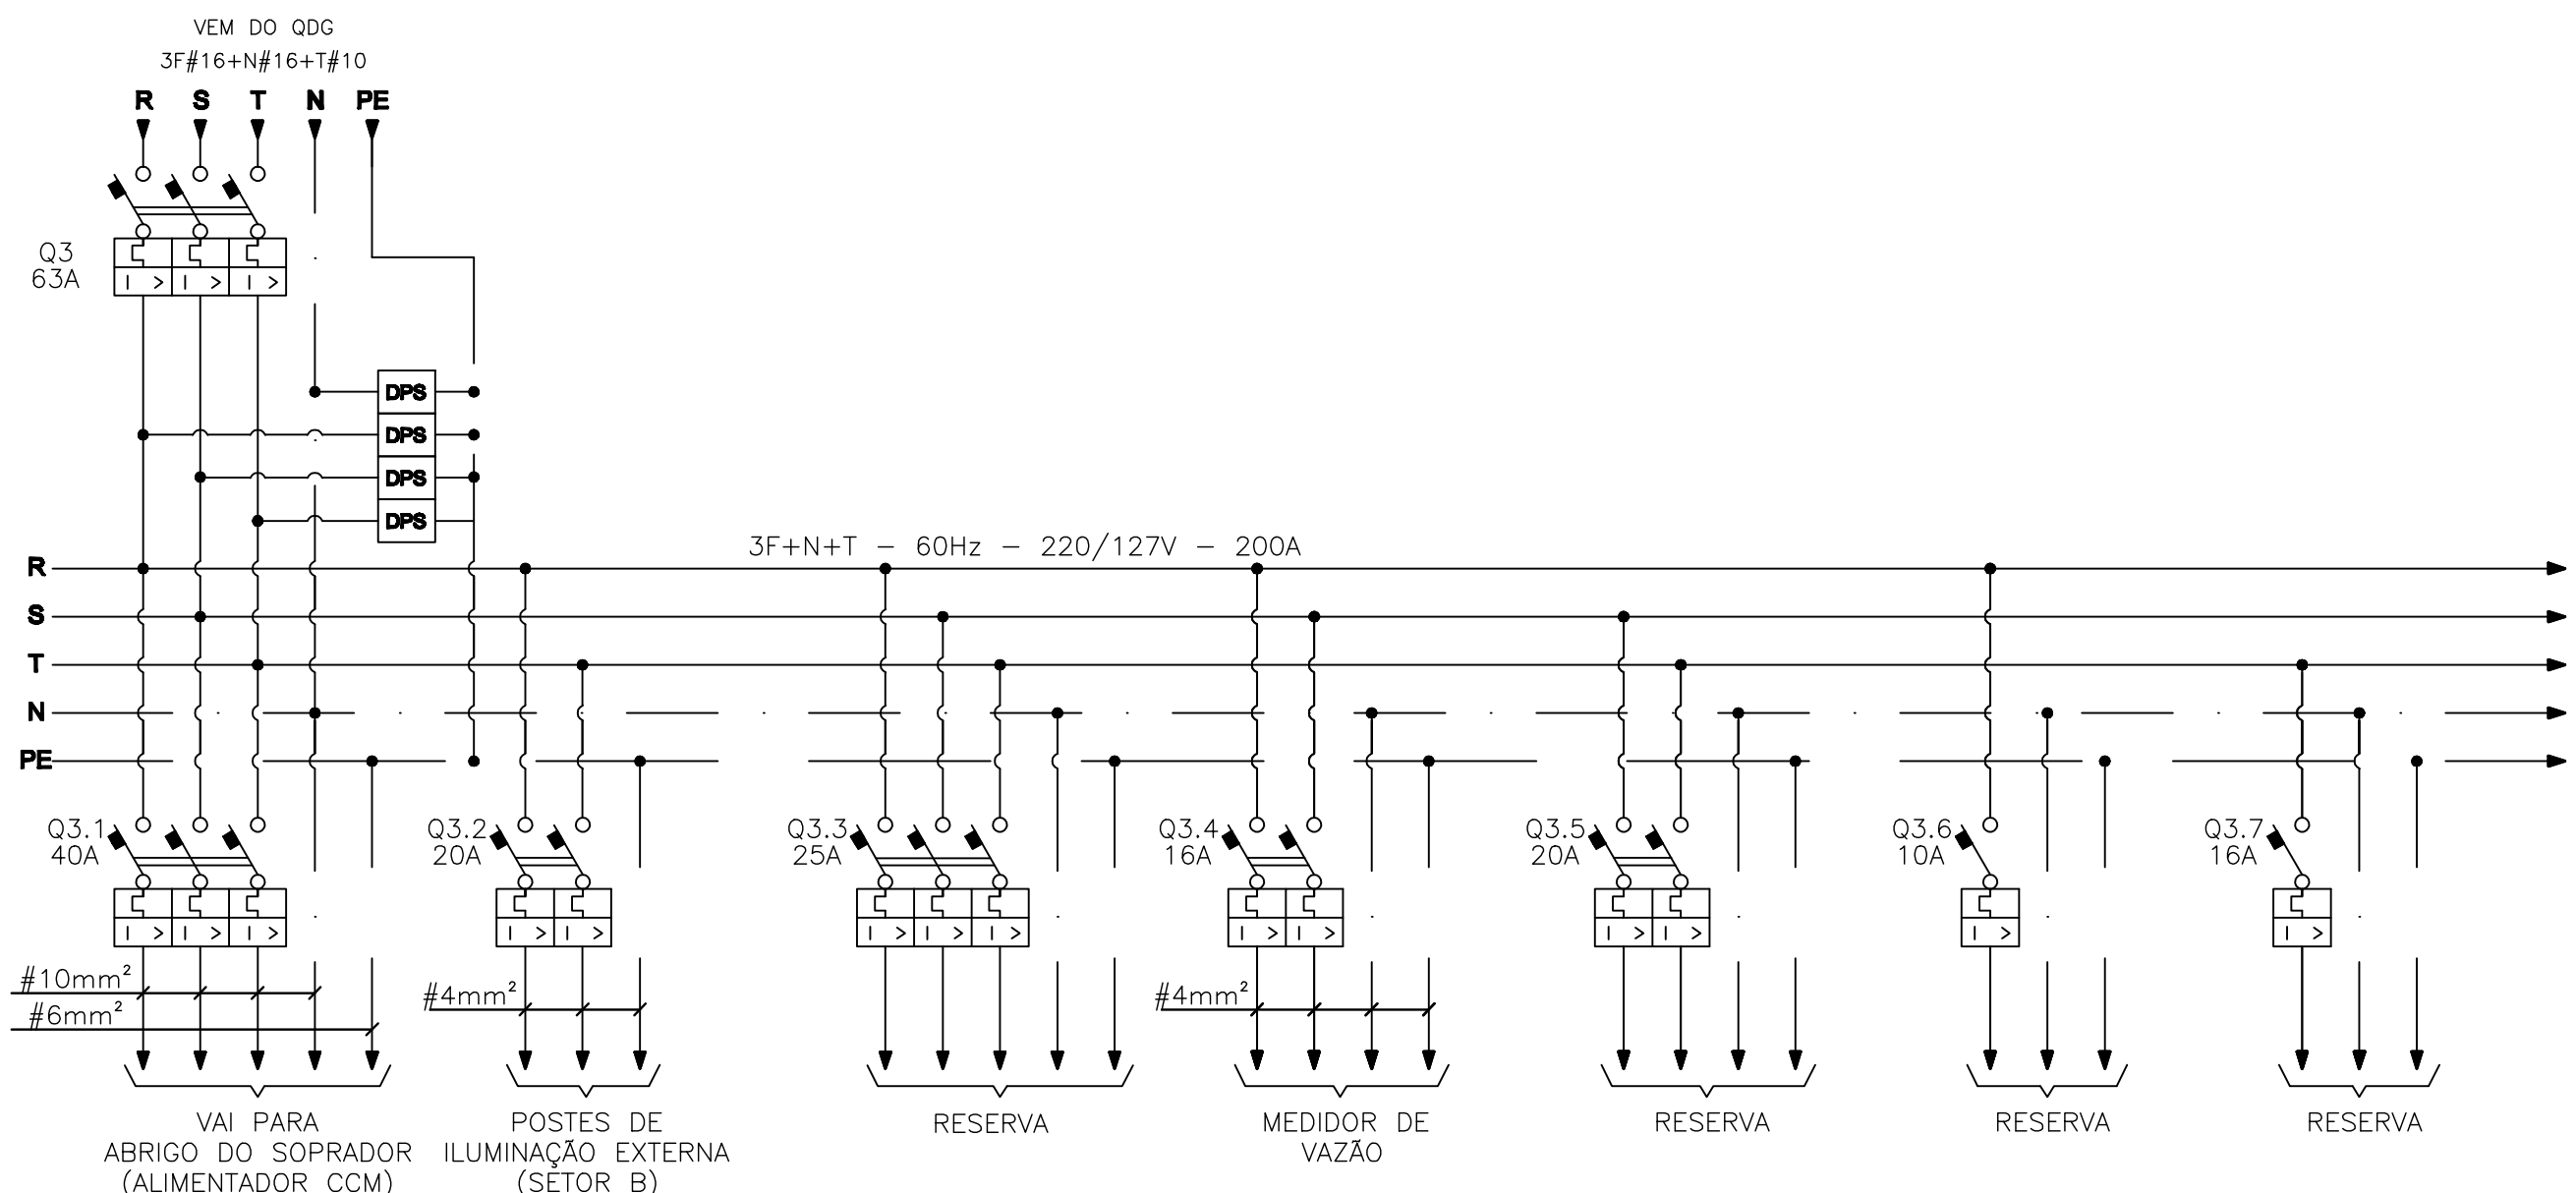 VEM DO QDG
3F#16+N#16+T#10
R S T N PE
Q3
63A
I > I > I >
DPS
DPS
DPS
DPS
3F+N+T – 60Hz – 220/127V – 200A
R
S
T
N
PE
Q3.1
40A
Q3.2
20A
Q3.3
25A
Q3.4
16A
Q3.5
20A
Q3.6
10A
Q3.7
16A
I > I > I > I > I > I > I > I > I > I > I > I > I > I >
#10mm²
#6mm²
#4mm²
#4mm²
VAI PARA
ABRIGO DO SOPRADOR
(ALIMENTADOR CCM)
POSTES DE
ILUMINAÇÃO EXTERNA
(SETOR B)
RESERVA
MEDIDOR DE
VAZÃO
RESERVA
RESERVA
RESERVA